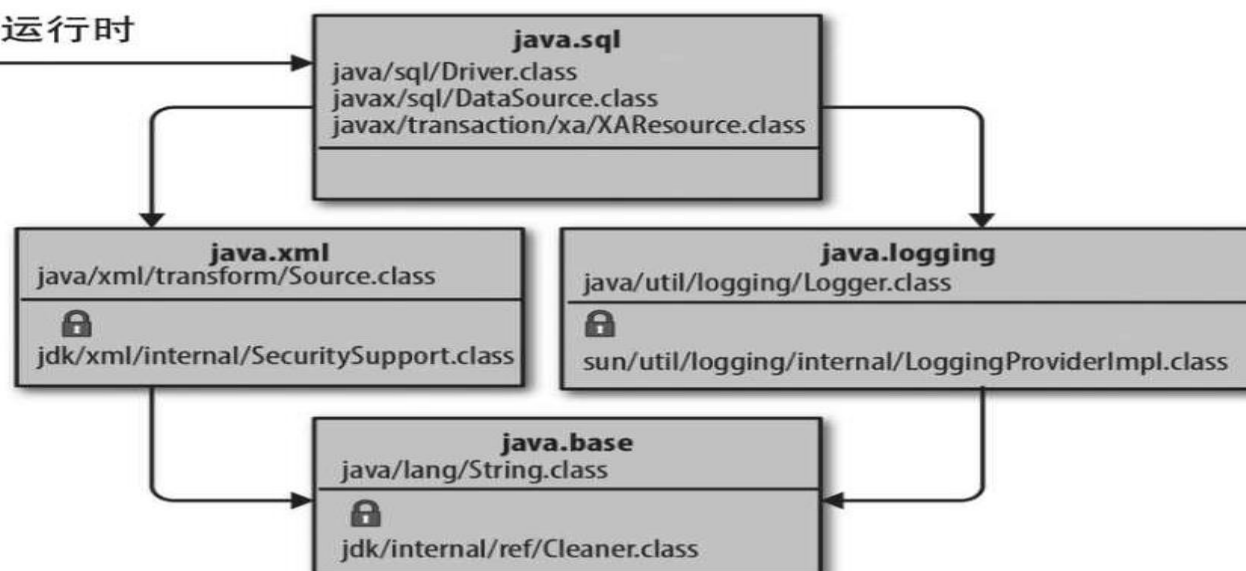 运行时
java.sql
java/sql/Driver.class
javax/sql/DataSource.class
javax/transaction/xa/XAResource.class
java.xml
java/xml/transform/Source.class
jdk/xml/internal/SecuritySupport.class
java.logging
java/util/logging/Logger.class
sun/util/logging/internal/LoggingProviderImpl.class
java.base
java/lang/String.class
jdk/internal/ref/Cleaner.class